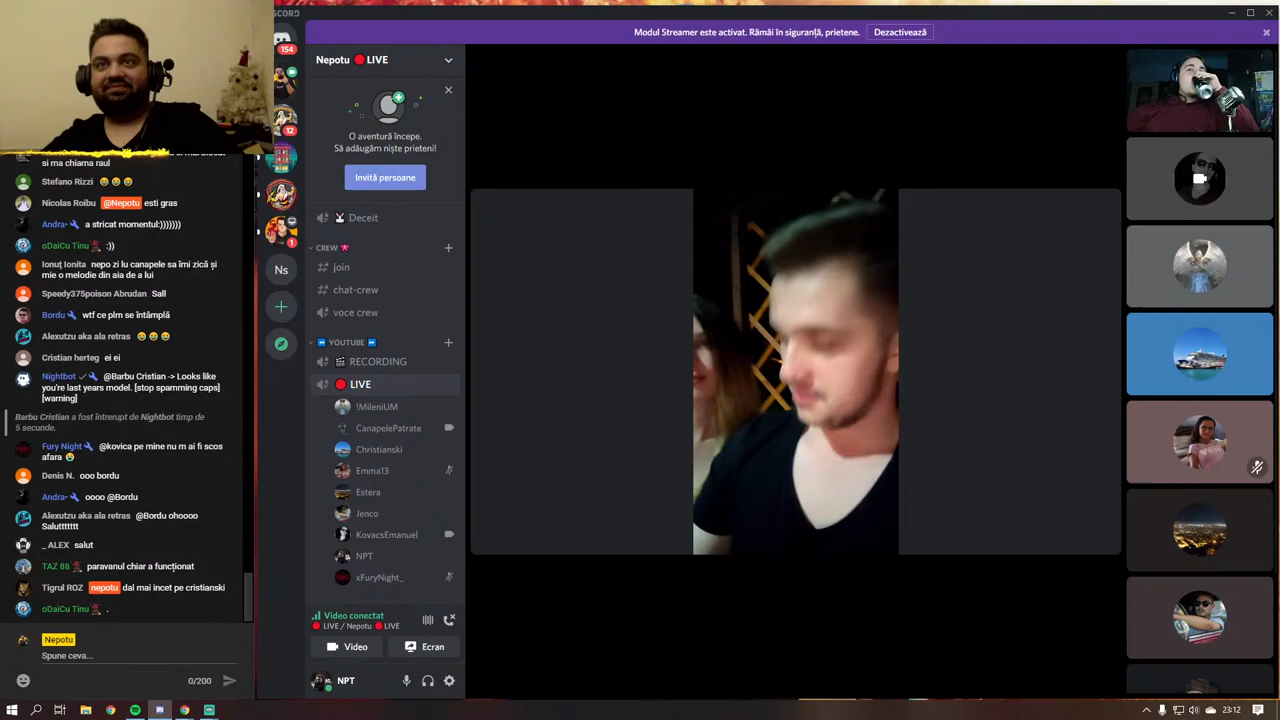 SCORD
Modul Streamer este activat. Rămâi în siguranță, prietene.
Dezactivează
154
12
1
Ns
Nepotu 🔴LIVE
O aventură începe.
Să adăugăm niște prieteni!
Invită persoane
Deceit
CREW
join
chat-crew
voce crew
YOUTUBE
RECORDING
LIVE
!MileniUM
CanapelePatrate
Christianski
Emma13
Estera
Jenco
KovacsEmanuel
NPT
xFuryNight_
Video conectat
LIVE / Nepotu 🔴LIVE
Video
Ecran
NPT
si ma chiama raul
Stefano Rizzi 😂😂😂
Nicolas Roibu @Nepotu esti gras
Andra• a stricat momentul:)))))))
oDaiCu Tinu :))
Ionuț Ionita nepo zi lu canapele sa îmi zică și
mie o melodie din aia de a lui
Speedy375poison Abrudan Sall
Bordu wtf ce plm se întâmplă
Alexutzu aka ala retras 😂😂😂
Cristian herteg ei ei
Nightbot ✓ @Barbu Cristian -> Looks like
you're last years model. [stop spamming caps]
[warning]
Barbu Cristian a fost întrerupt de Nightbot timp de
5 secunde.
Fury Night @kovica pe mine nu m ai fi scos
afara
Denis N. ooo bordu
Andra• oooo @Bordu
Alexutzu aka ala retras @Bordu ohoooo
Salutttttt
_ ALEX salut
TAZ 88 paravanul chiar a funcționat
Tigrul ROZ nepotu dal mai incet pe cristianski
oDaiCu Tinu .
Nepotu
Spune ceva...
0/200
23:12